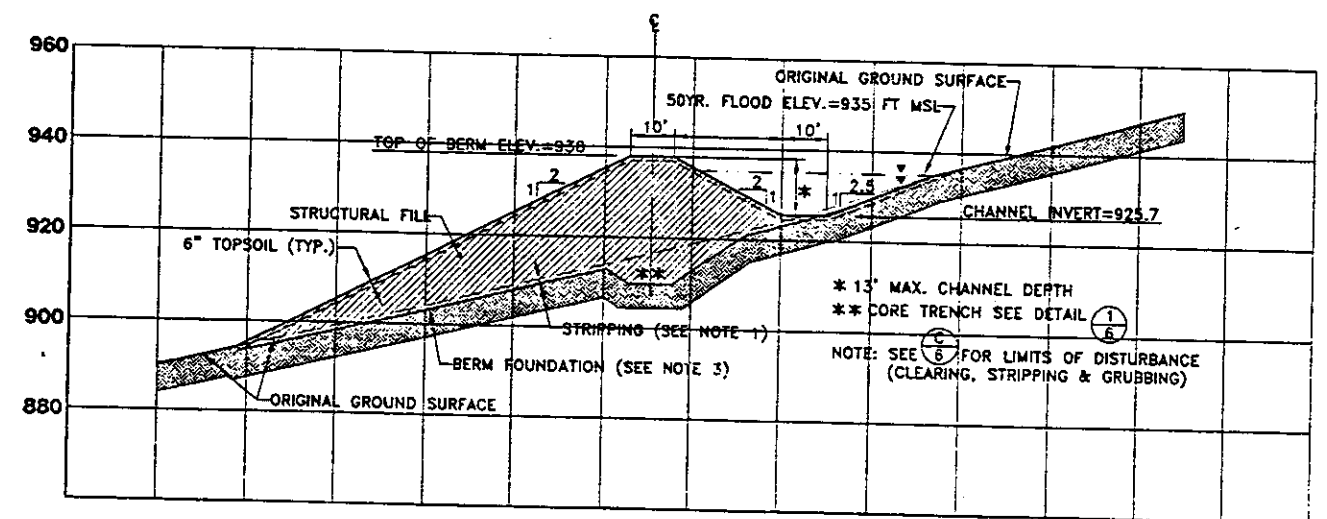 ℄
960
ORIGINAL GROUND SURFACE
50YR. FLOOD ELEV.=935 FT MSL
10' 10'
940
TOP OF BERM ELEV.=938
2 2 * 2.5
1 1 1
STRUCTURAL FILL
CHANNEL INVERT=925.7
920
6" TOPSOIL (TYP.)
**
* 13' MAX. CHANNEL DEPTH
** CORE TRENCH SEE DETAIL 1/6
900
STRIPPING (SEE NOTE 1)
NOTE: SEE C/6 FOR LIMITS OF DISTURBANCE
(CLEARING, STRIPPING & GRUBBING)
BERM FOUNDATION (SEE NOTE 3)
880
ORIGINAL GROUND SURFACE